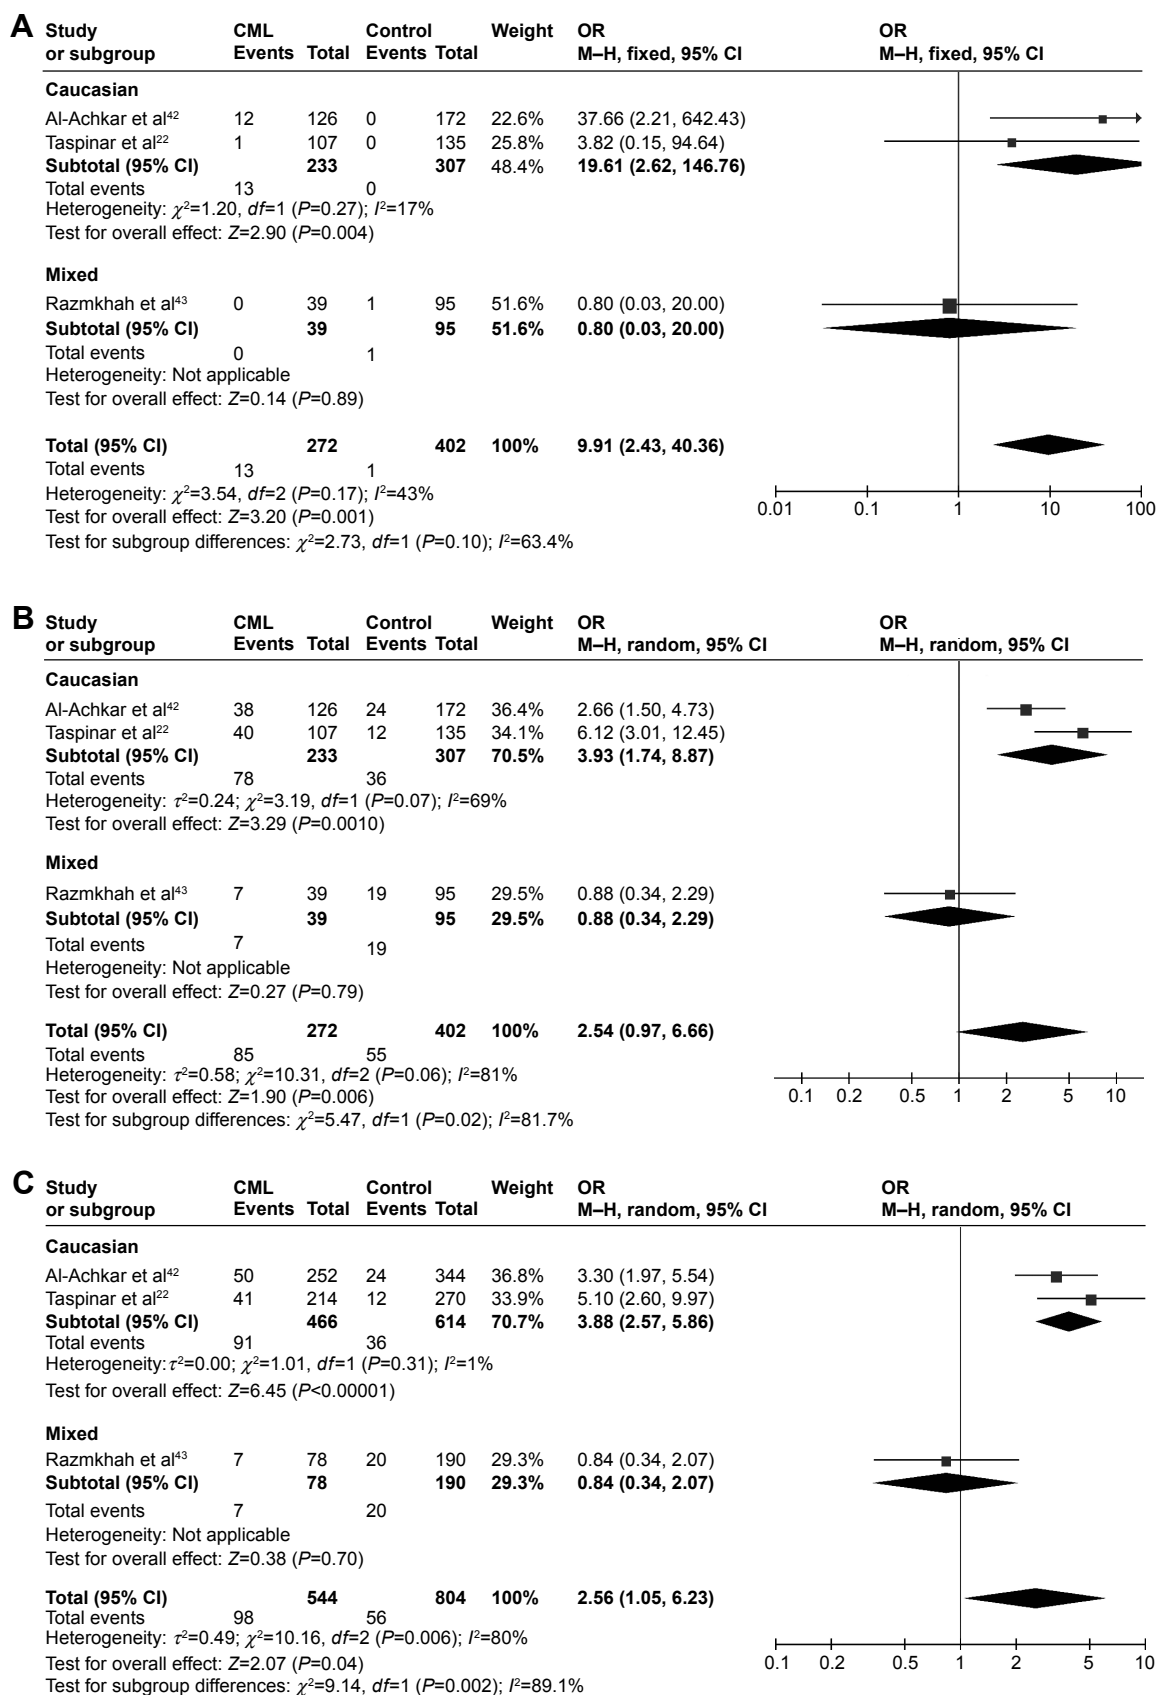 A Study CML Control Weight OR OR
or subgroup Events Total Events Total M–H, fixed, 95% CI M–H, fixed, 95% CI
Caucasian
Al-Achkar et al42 12 126 0 172 22.6% 37.66 (2.21, 642.43)
Taspinar et al22 1 107 0 135 25.8% 3.82 (0.15, 94.64)
Subtotal (95% CI) 233 307 48.4% 19.61 (2.62, 146.76)
Total events 13 0
Heterogeneity: χ2=1.20, df=1 (P=0.27); I2=17%
Test for overall effect: Z=2.90 (P=0.004)
Mixed
Razmkhah et al43 0 39 1 95 51.6% 0.80 (0.03, 20.00)
Subtotal (95% CI) 39 95 51.6% 0.80 (0.03, 20.00)
Total events 0 1
Heterogeneity: Not applicable
Test for overall effect: Z=0.14 (P=0.89)
Total (95% CI) 272 402 100% 9.91 (2.43, 40.36)
Total events 13 1
Heterogeneity: χ2=3.54, df=2 (P=0.17); I2=43%
Test for overall effect: Z=3.20 (P=0.001)
Test for subgroup differences: χ2=2.73, df=1 (P=0.10); I2=63.4%
0.01 0.1 1 10 100
B Study CML Control Weight OR OR
or subgroup Events Total Events Total M–H, random, 95% CI M–H, random, 95% CI
Caucasian
Al-Achkar et al42 38 126 24 172 36.4% 2.66 (1.50, 4.73)
Taspinar et al22 40 107 12 135 34.1% 6.12 (3.01, 12.45)
Subtotal (95% CI) 233 307 70.5% 3.93 (1.74, 8.87)
Total events 78 36
Heterogeneity: τ2=0.24; χ2=3.19, df=1 (P=0.07); I2=69%
Test for overall effect: Z=3.29 (P=0.0010)
Mixed
Razmkhah et al43 7 39 19 95 29.5% 0.88 (0.34, 2.29)
Subtotal (95% CI) 39 95 29.5% 0.88 (0.34, 2.29)
Total events 7 19
Heterogeneity: Not applicable
Test for overall effect: Z=0.27 (P=0.79)
Total (95% CI) 272 402 100% 2.54 (0.97, 6.66)
Total events 85 55
Heterogeneity: τ2=0.58; χ2=10.31, df=2 (P=0.06); I2=81%
Test for overall effect: Z=1.90 (P=0.006)
Test for subgroup differences: χ2=5.47, df=1 (P=0.02); I2=81.7%
0.1 0.2 0.5 1 2 5 10
C Study CML Control Weight OR OR
or subgroup Events Total Events Total M–H, random, 95% CI M–H, random, 95% CI
Caucasian
Al-Achkar et al42 50 252 24 344 36.8% 3.30 (1.97, 5.54)
Taspinar et al22 41 214 12 270 33.9% 5.10 (2.60, 9.97)
Subtotal (95% CI) 466 614 70.7% 3.88 (2.57, 5.86)
Total events 91 36
Heterogeneity:τ2=0.00; χ2=1.01, df=1 (P=0.31); I2=1%
Test for overall effect: Z=6.45 (P<0.00001)
Mixed
Razmkhah et al43 7 78 20 190 29.3% 0.84 (0.34, 2.07)
Subtotal (95% CI) 78 190 29.3% 0.84 (0.34, 2.07)
Total events 7 20
Heterogeneity: Not applicable
Test for overall effect: Z=0.38 (P=0.70)
Total (95% CI) 544 804 100% 2.56 (1.05, 6.23)
Total events 98 56
Heterogeneity: τ2=0.49; χ2=10.16, df=2 (P=0.006); I2=80%
Test for overall effect: Z=2.07 (P=0.04)
Test for subgroup differences: χ2=9.14, df=1 (P=0.002); I2=89.1%
0.1 0.2 0.5 1 2 5 10